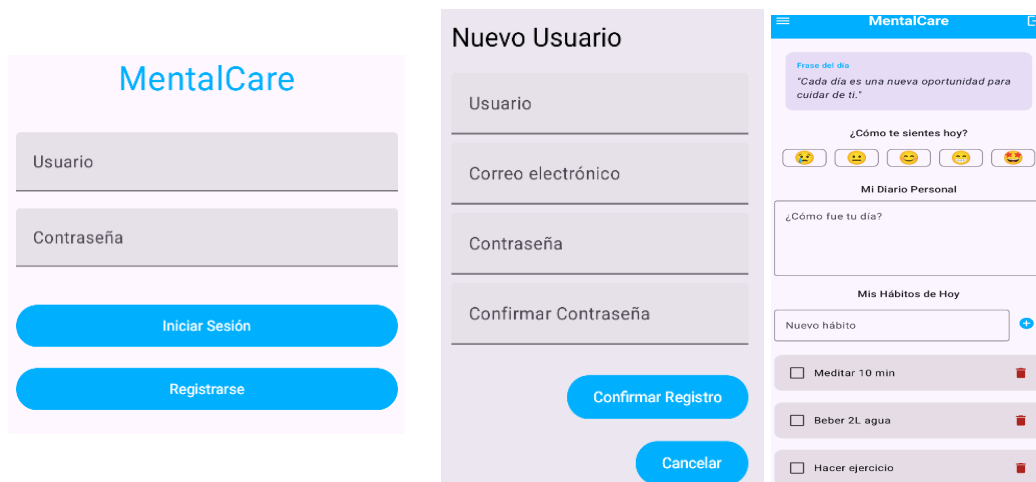 MentalCare
Usuario
Contraseña
Iniciar Sesión
Registrarse
Nuevo Usuario
Usuario
Correo electrónico
Contraseña
Confirmar Contraseña
Confirmar Registro
Cancelar
MentalCare
Frase del día
"Cada día es una nueva oportunidad para
cuidar de ti."
¿Cómo te sientes hoy?
Mi Diario Personal
¿Cómo fue tu día?
Mis Hábitos de Hoy
Nuevo hábito
Meditar 10 min
Beber 2L agua
Hacer ejercicio